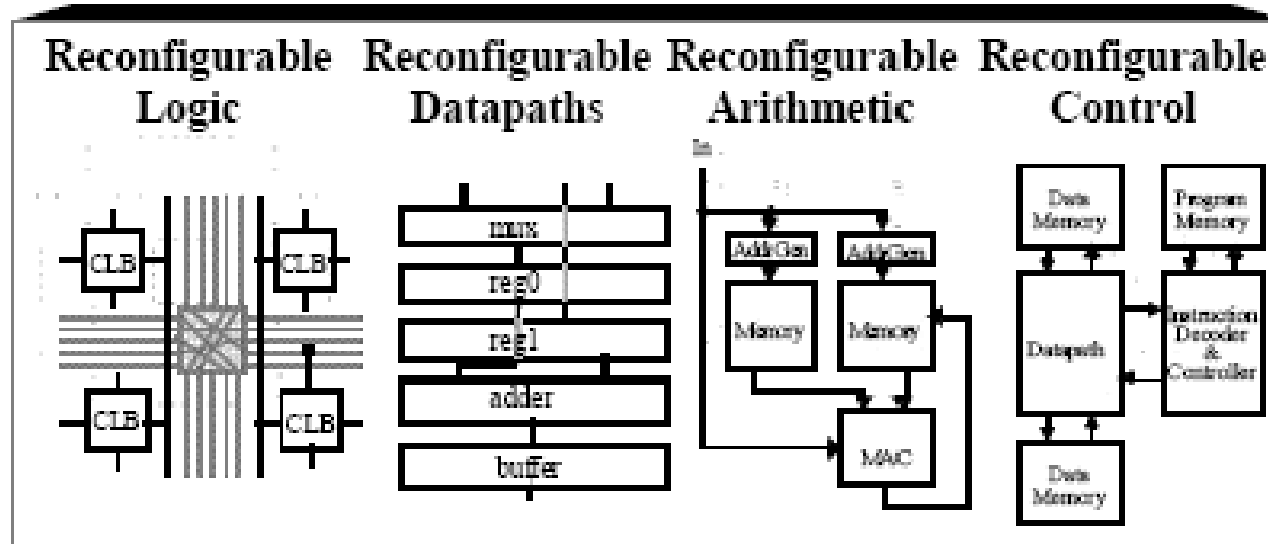 Reconfigurable
Logic
CLB
CLB
CLB
CLB
Reconfigurable
Datapaths
mux
reg0
reg1
adder
buffer
Reconfigurable
Arithmetic
In
AddrGen
AddrGen
Memory
Memory
MAC
Reconfigurable
Control
Data
Memory
Program
Memory
Datapath
Instruction
Decoder
&
Controller
Data
Memory